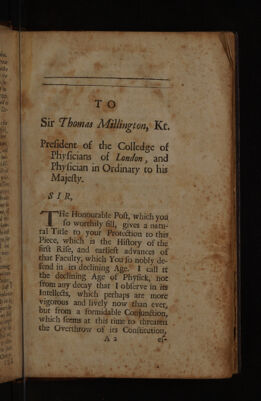 TO
Sir Thomas Millington, Kt.
President of the Colledge of
Physicians of London, and
Physician in Ordinary to his
Majesty.
SIR,
THe Honourable Post, which you
so worthily fill, gives a natu-
ral Title to your Protection to this
Piece, which is the History of the
first Rise, and earliest advances of
that Faculty, which You so nobly de-
fend in its declining Age. I call it
the declining Age of Physick, not
from any decay that I observe in its
Intellects, which perhaps are more
vigorous and lively now than ever,
but from a formidable Conjunction,
which seems at this time to threaten
the Overthrow of its Constitution,
A 2 es-